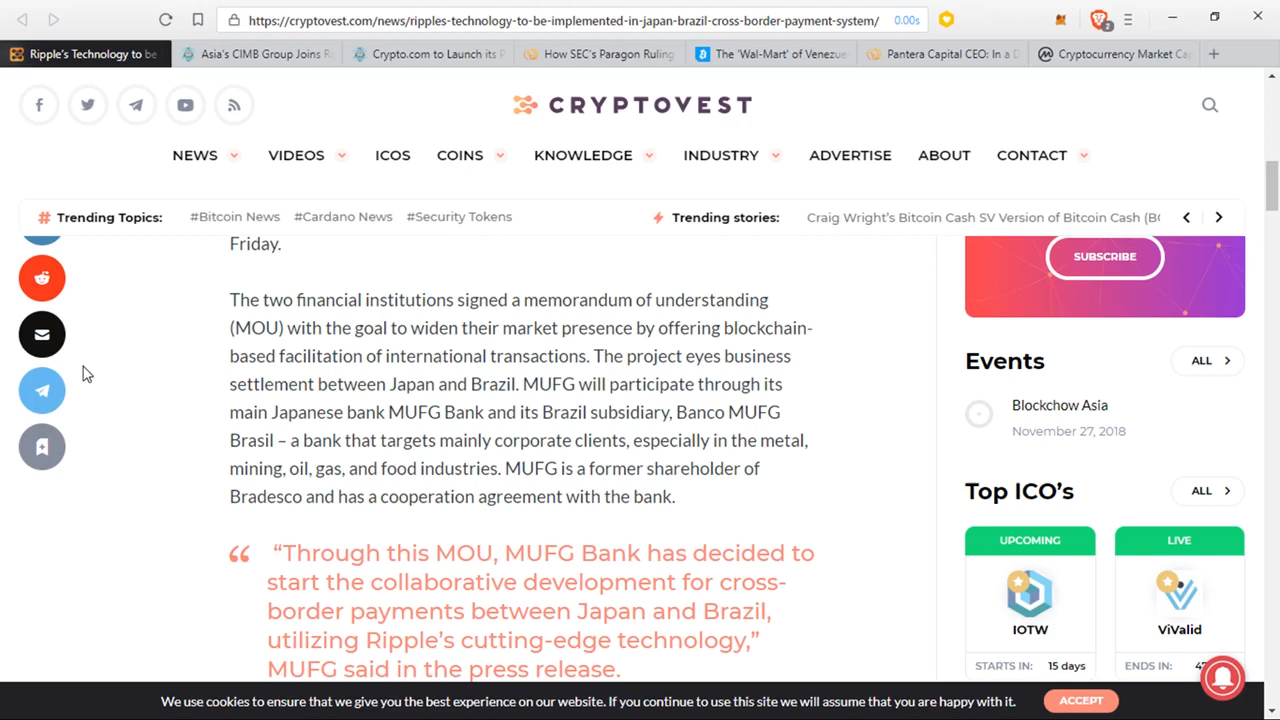 https://cryptovest.com/news/ripples-technology-to-be-implemented-in-japan-brazil-cross-border-payment-system/ 0.00s 2
Ripple's Technology to be Asia's CIMB Group Joins R Crypto.com to Launch its P How SEC's Paragon Ruling The 'Wal-Mart' of Venezue Pantera Capital CEO: In a D Cryptocurrency Market Ca
CRYPTOVEST
NEWS VIDEOS ICOS COINS KNOWLEDGE INDUSTRY ADVERTISE ABOUT CONTACT
Trending Topics: #Bitcoin News #Cardano News #Security Tokens Trending stories: Craig Wright's Bitcoin Cash SV Version of Bitcoin Cash (BC
Friday.
The two financial institutions signed a memorandum of understanding
(MOU) with the goal to widen their market presence by offering blockchain-
based facilitation of international transactions. The project eyes business
settlement between Japan and Brazil. MUFG will participate through its
main Japanese bank MUFG Bank and its Brazil subsidiary, Banco MUFG
Brasil – a bank that targets mainly corporate clients, especially in the metal,
mining, oil, gas, and food industries. MUFG is a former shareholder of
Bradesco and has a cooperation agreement with the bank.
“ “Through this MOU, MUFG Bank has decided to
start the collaborative development for cross-
border payments between Japan and Brazil,
utilizing Ripple's cutting-edge technology,”
MUFG said in the press release.
SUBSCRIBE
Events ALL
Blockchow Asia
November 27, 2018
Top ICO's ALL
UPCOMING LIVE
IOTW ViValid
STARTS IN: 15 days ENDS IN:
We use cookies to ensure that we give you the best experience on our website. If you continue to use this site we will assume that you are happy with it. ACCEPT